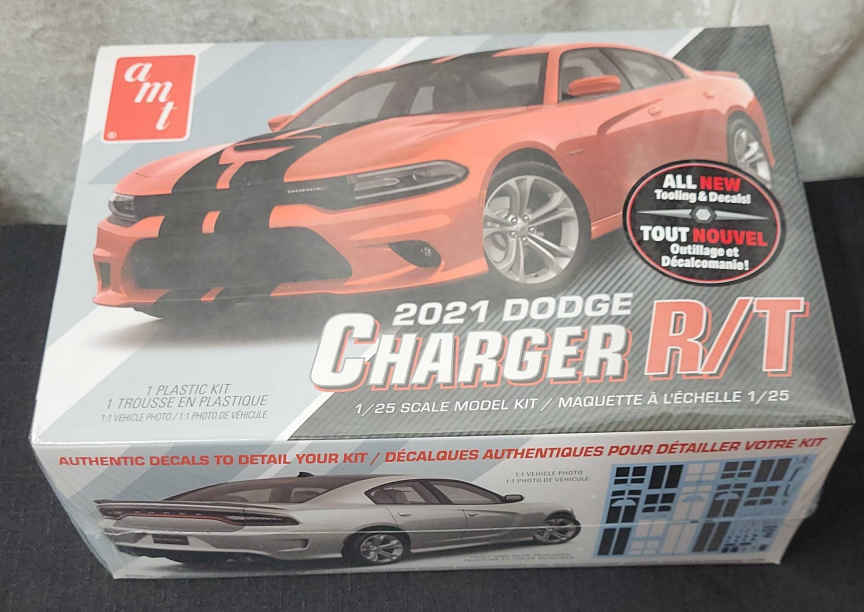 amt
®
ALL NEW
Tooling & Decals!
TOUT NOUVEL
Outillage et
Décalcomanie!
2021 DODGE
CHARGER R/T
1/25 SCALE MODEL KIT / MAQUETTE À L'ÉCHELLE 1/25
1 PLASTIC KIT
1 TROUSSE EN PLASTIQUE
1:1 VEHICLE PHOTO / 1:1 PHOTO DE VÉHICULE
AUTHENTIC DECALS TO DETAIL YOUR KIT / DÉCALQUES AUTHENTIQUES POUR DÉTAILLER VOTRE KIT
1:1 VEHICLE PHOTO
1:1 PHOTO DE VÉHICULE